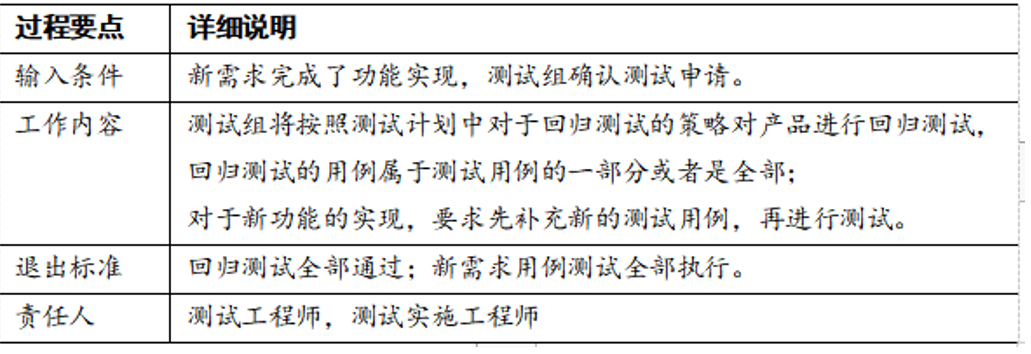 过程要点 详细说明
输入条件 新需求完成了功能实现，测试组确认测试申请。
工作内容 测试组将按照测试计划中对于回归测试的策略对产品进行回归测试，
回归测试的用例属于测试用例的一部分或者是全部；
对于新功能的实现，要求先补充新的测试用例，再进行测试。
退出标准 回归测试全部通过；新需求用例测试全部执行。
责任人 测试工程师，测试实施工程师